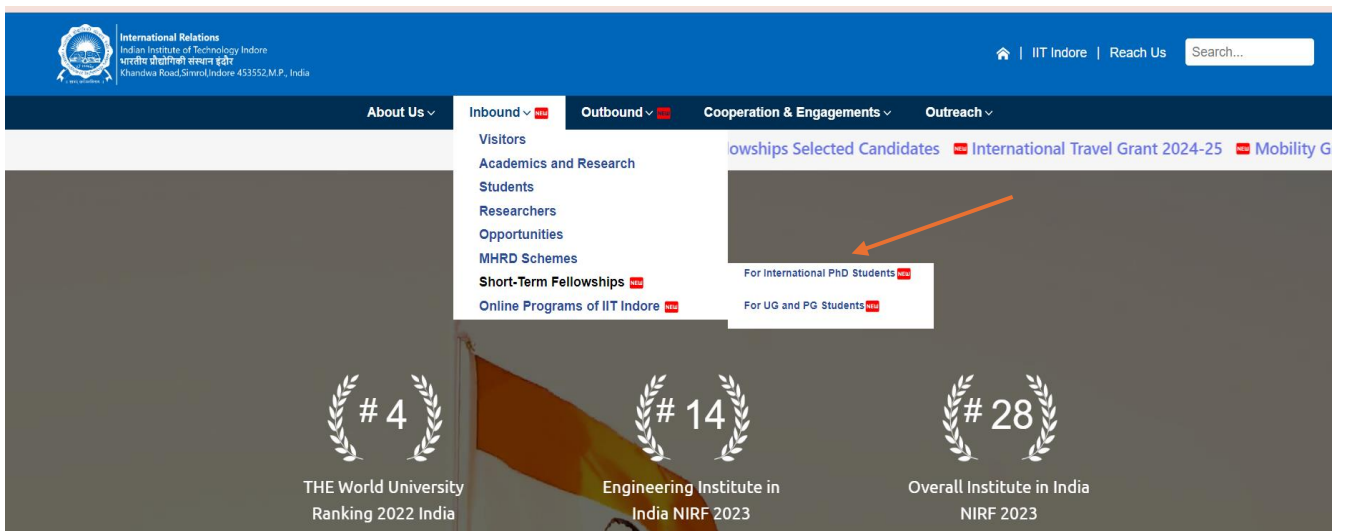 International Relations
Indian Institute of Technology Indore
भारतीय प्रौद्योगिकी संस्थान इंदौर
Khandwa Road,Simrol,Indore 453552,M.P., India
| IIT Indore | Reach Us Search...
About Us Inbound NEW Outbound NEW Cooperation & Engagements Outreach
Visitors
owships Selected Candidates NEW International Travel Grant 2024-25 NEW Mobility G
Academics and Research
Students
Researchers
Opportunities
MHRD Schemes
Short-Term Fellowships NEW
Online Programs of IIT Indore NEW
For International PhD Students NEW
For UG and PG Students NEW
# 4
THE World University
Ranking 2022 India
# 14
Engineering Institute in
India NIRF 2023
# 28
Overall Institute in India
NIRF 2023